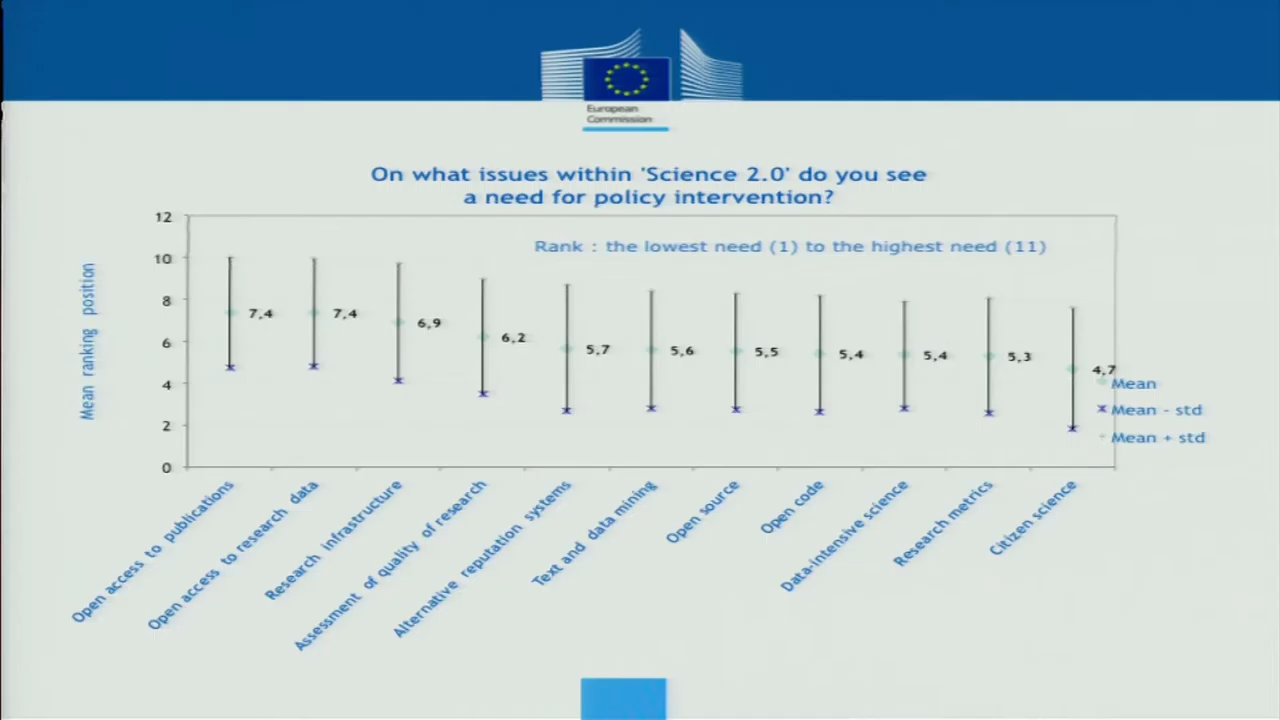 European
Commission
On what issues within 'Science 2.0' do you see
a need for policy intervention?
Rank : the lowest need (1) to the highest need (11)
Mean ranking position
12
10
8
6
4
2
0
7,4
7,4
6,9
6,2
5,7
5,6
5,5
5,4
5,4
5,3
4,7
Mean
Mean - std
Mean + std
Open access to publications
Open access to research data
Research infrastructure
Assessment of quality of research
Alternative reputation systems
Text and data mining
Open source
Open code
Data-intensive science
Research metrics
Citizen science